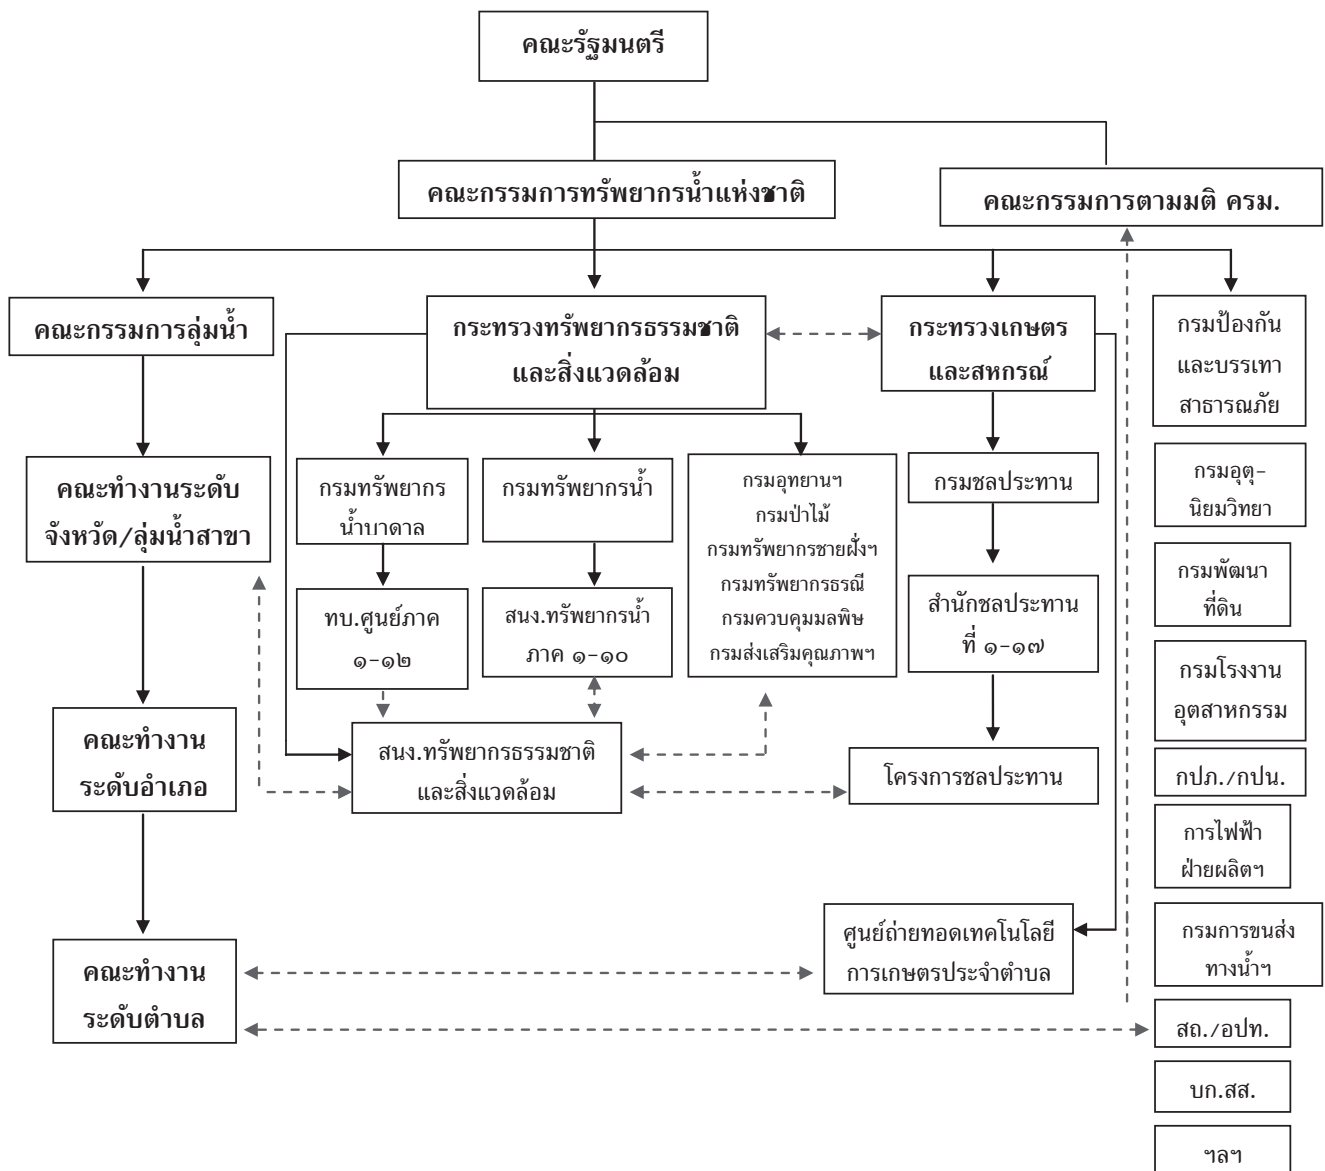 คณะรัฐมนตรี
คณะกรรมการทรัพยากรน้ำแห่งชาติ
คณะกรรมการตามมติ ครม.
คณะกรรมการลุ่มน้ำ
กระทรวงทรัพยากรธรรมชาติ
และสิ่งแวดล้อม
กระทรวงเกษตร
และสหกรณ์
กรมป้องกัน
และบรรเทา
สาธารณภัย
คณะทำงานระดับ
จังหวัด/ลุ่มน้ำสาขา
กรมทรัพยากร
น้ำบาดาล
กรมทรัพยากรน้ำ
กรมอุทยานฯ
กรมป่าไม้
กรมทรัพยากรชายฝั่งฯ
กรมทรัพยากรธรณี
กรมควบคุมมลพิษ
กรมส่งเสริมคุณภาพฯ
กรมชลประทาน
กรมอุตุ-
นิยมวิทยา
กรมพัฒนา
ที่ดิน
ทบ.ศูนย์ภาค
๑-๑๒
สนง.ทรัพยากรน้ำ
ภาค ๑-๑๐
สำนักชลประทาน
ที่ ๑-๑๗
กรมโรงงาน
อุตสาหกรรม
คณะทำงาน
ระดับอำเภอ
สนง.ทรัพยากรธรรมชาติ
และสิ่งแวดล้อม
โครงการชลประทาน
กปภ./กปน.
การไฟฟ้า
ฝ่ายผลิตฯ
คณะทำงาน
ระดับตำบล
ศูนย์ถ่ายทอดเทคโนโลยี
การเกษตรประจำตำบล
กรมการขนส่ง
ทางน้ำฯ
สถ./อปท.
บก.สส.
ฯลฯ